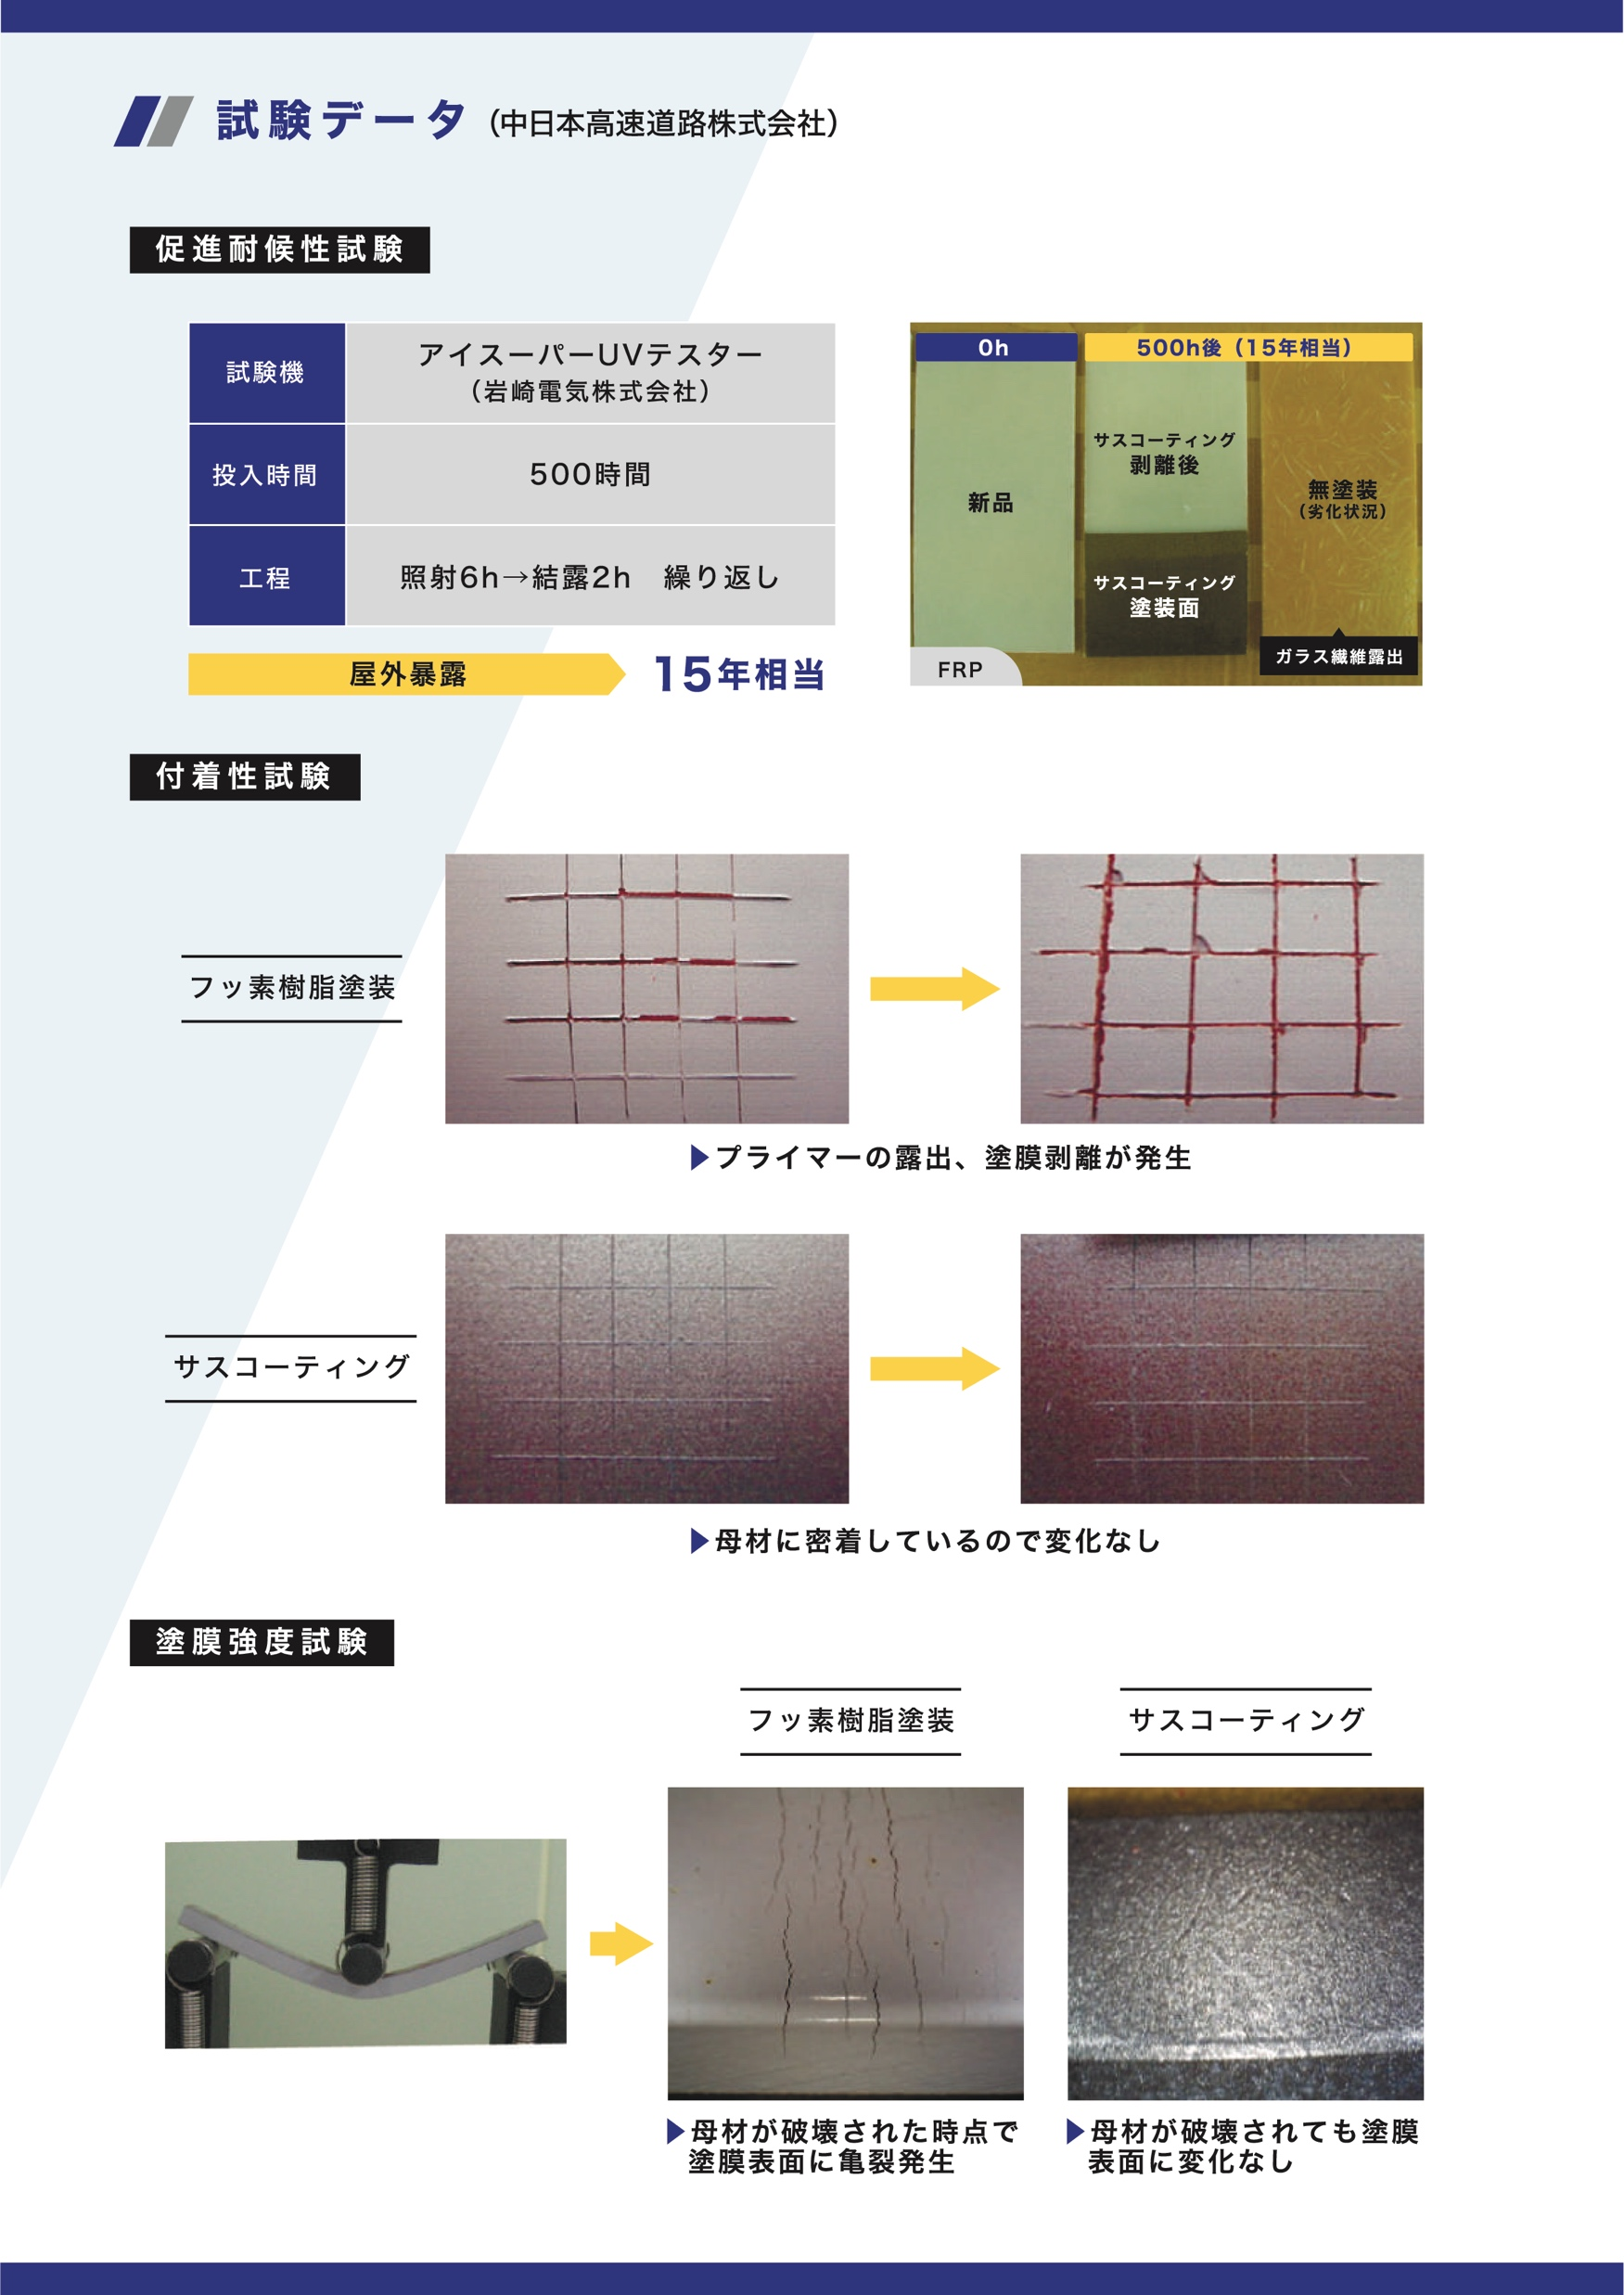 試験データ（中日本高速道路株式会社）
促進耐候性試験
試験機
アイスーパーUVテスター
（岩崎電気株式会社）
投入時間
500時間
工程
照射6h→結露2h　繰り返し
屋外暴露
15年相当
0h
500h後（15年相当）
新品
サスコーティング
剥離後
サスコーティング
塗装面
無塗装
（劣化状況）
ガラス繊維露出
FRP
付着性試験
フッ素樹脂塗装
プライマーの露出、塗膜剥離が発生
サスコーティング
母材に密着しているので変化なし
塗膜強度試験
フッ素樹脂塗装
サスコーティング
母材が破壊された時点で
塗膜表面に亀裂発生
母材が破壊されても塗膜
表面に変化なし